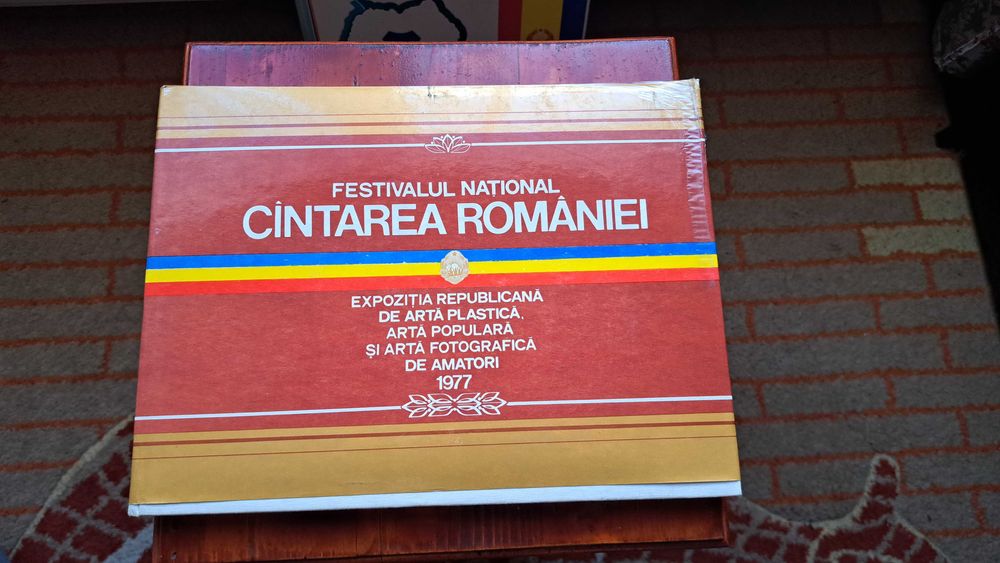 FESTIVALUL NATIONAL
CÎNTAREA ROMÂNIEI
EXPOZIȚIA REPUBLICANĂ
DE ARTĂ PLASTICĂ,
ARTĂ POPULARĂ
ȘI ARTĂ FOTOGRAFICĂ
DE AMATORI
1977